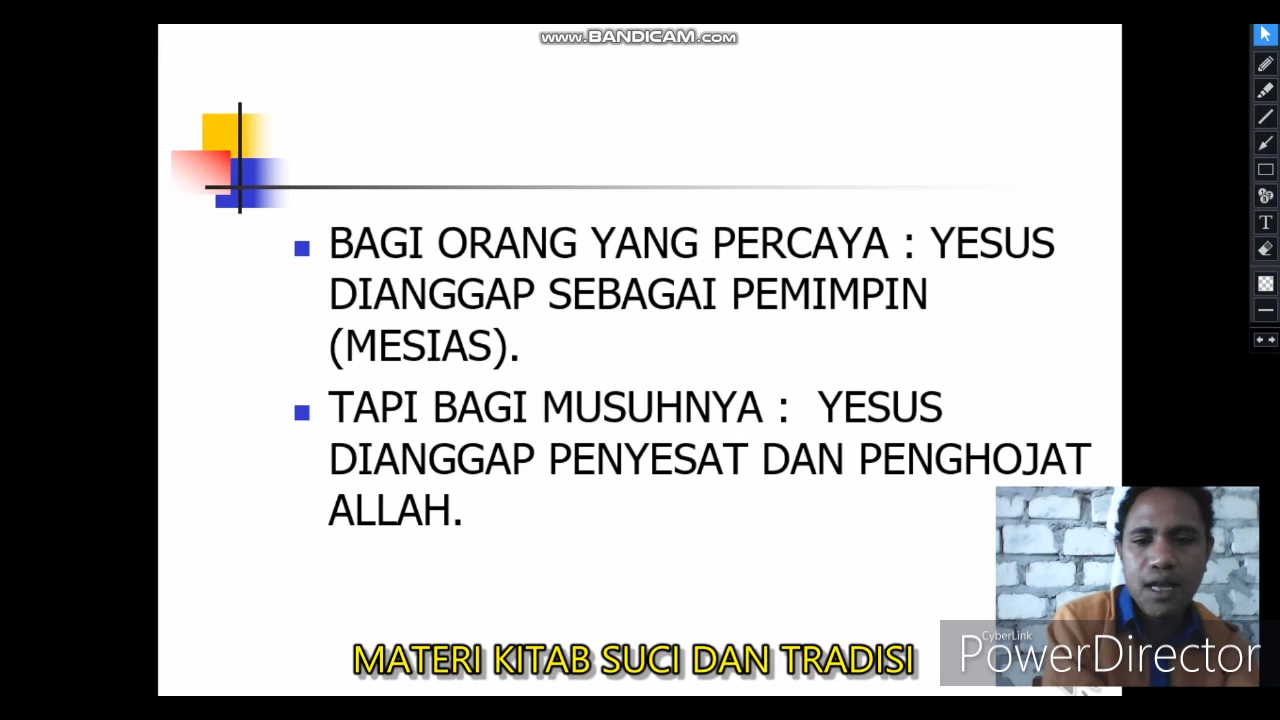 www.BANDICAM.com
BAGI ORANG YANG PERCAYA : YESUS
DIANGGAP SEBAGAI PEMIMPIN
(MESIAS).
TAPI BAGI MUSUHNYA : YESUS
DIANGGAP PENYESAT DAN PENGHOJAT
ALLAH.
MATERI KITAB SUCI DAN TRADISI
CyberLink
PowerDirector